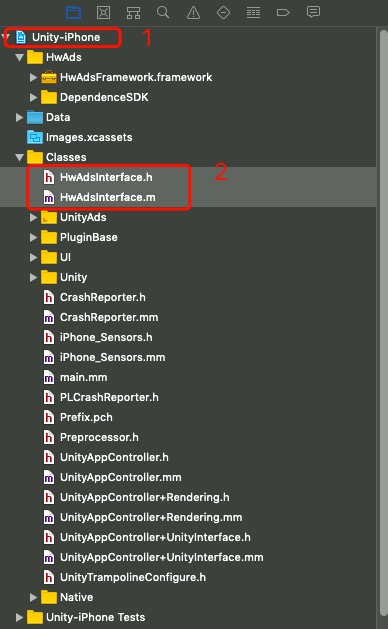 Unity-iPhone 1
HwAds
HwAdsFramework.framework
DependenceSDK
Data
Images.xcassets
Classes
HwAdsInterface.h 2
HwAdsInterface.m
UnityAds
PluginBase
UI
Unity
CrashReporter.h
CrashReporter.mm
iPhone_Sensors.h
iPhone_Sensors.mm
main.mm
PLCrashReporter.h
Prefix.pch
Preprocessor.h
UnityAppController.h
UnityAppController.mm
UnityAppController+Rendering.h
UnityAppController+Rendering.mm
UnityAppController+UnityInterface.h
UnityAppController+UnityInterface.mm
UnityTrampolineConfigure.h
Native
Unity-iPhone Tests